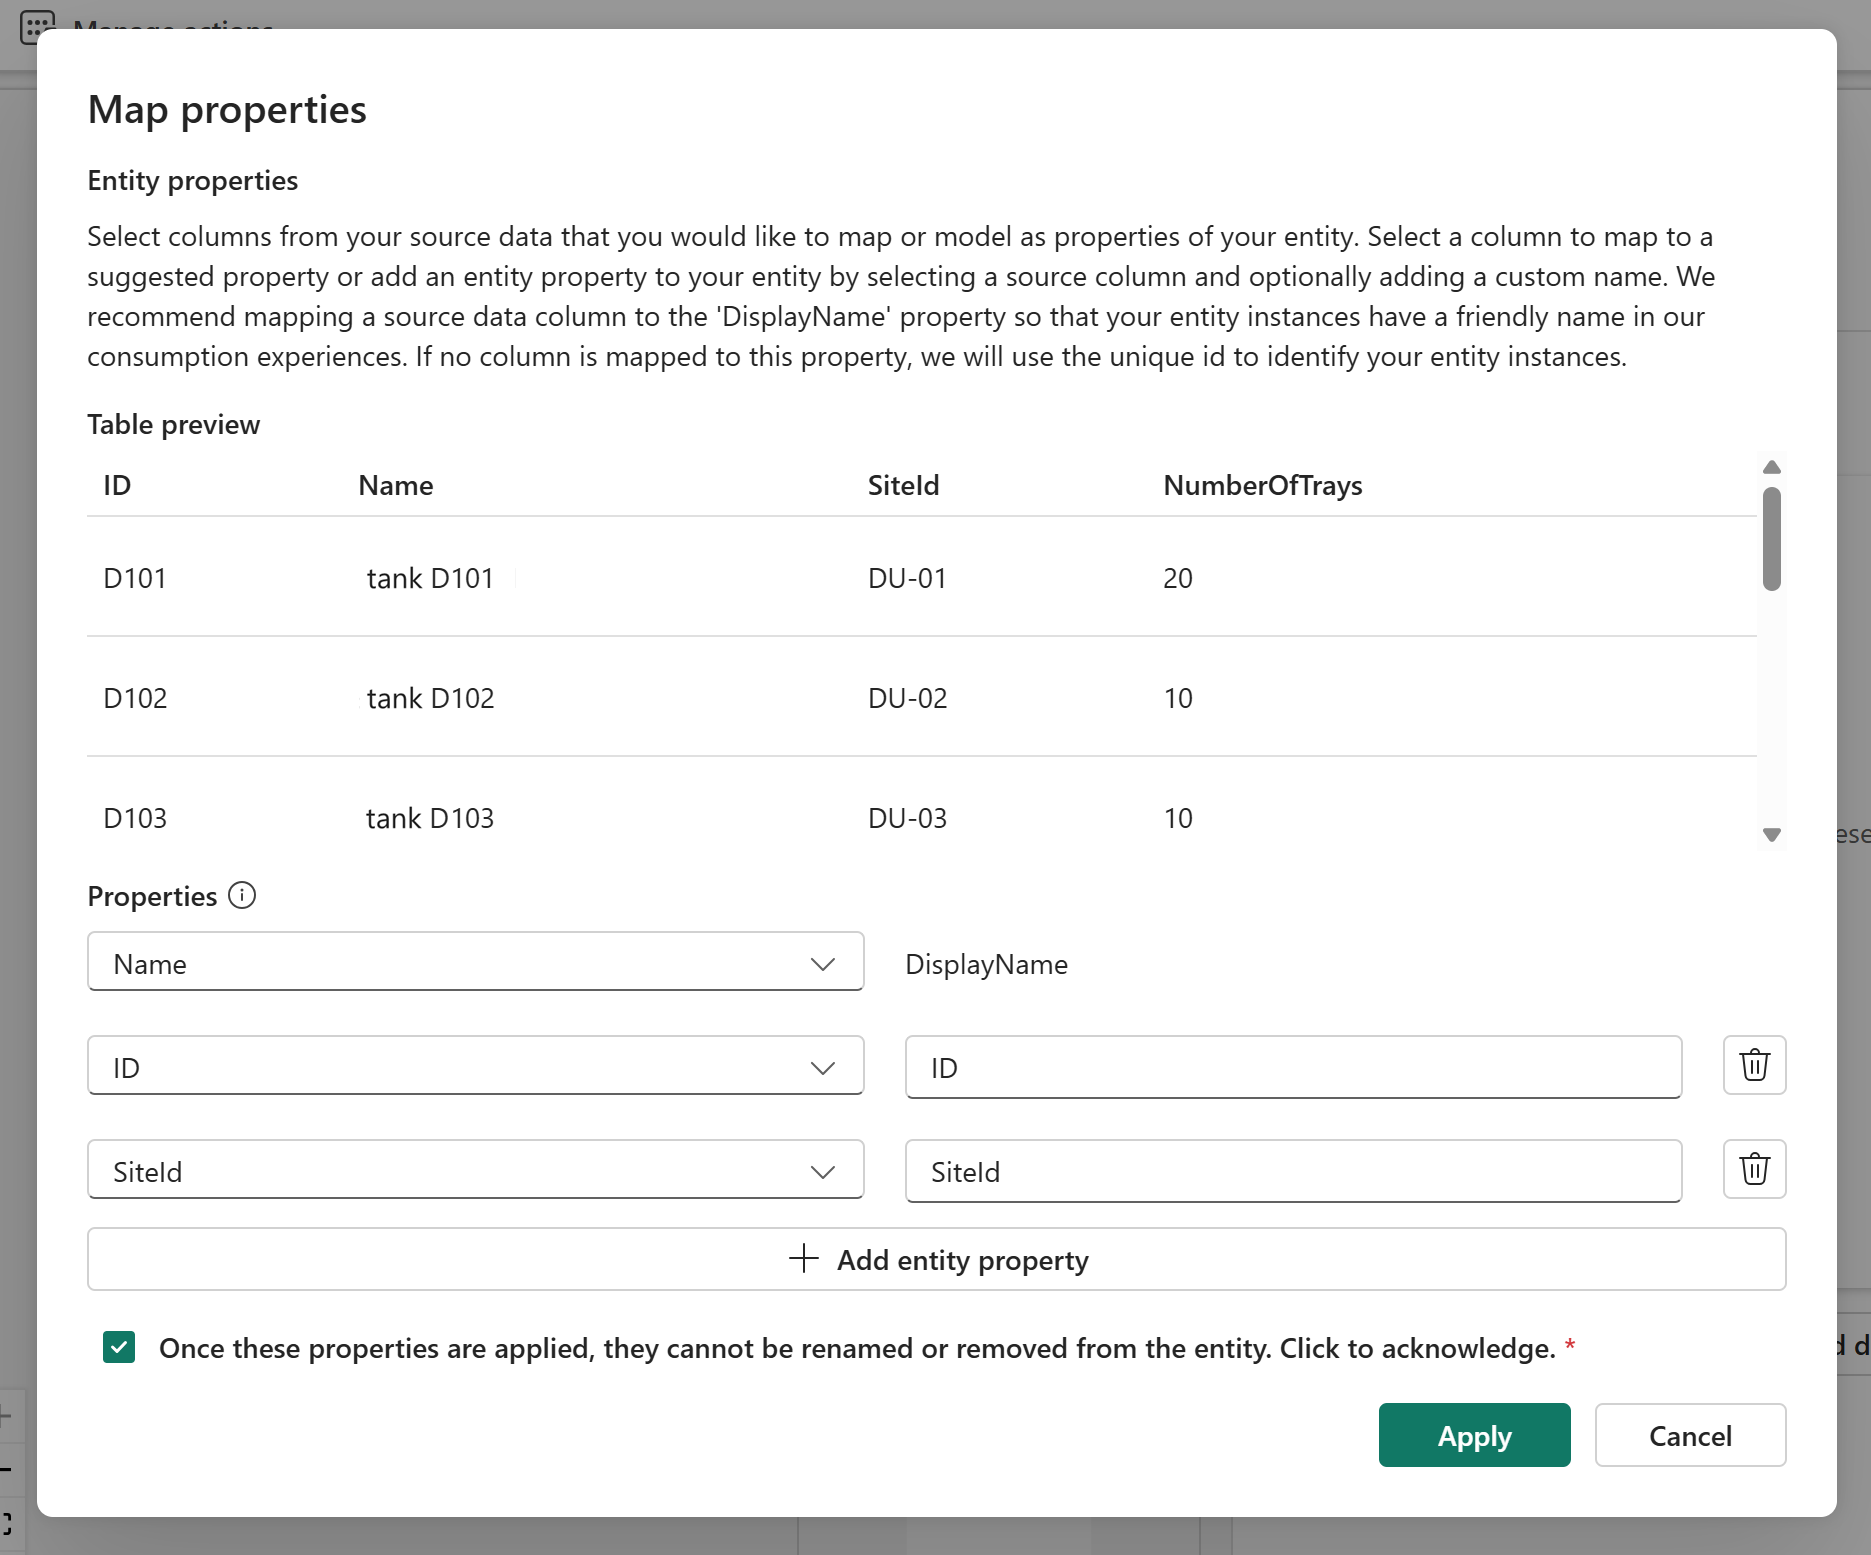 Map properties
Entity properties
Select columns from your source data that you would like to map or model as properties of your entity. Select a column to map to a
suggested property or add an entity property to your entity by selecting a source column and optionally adding a custom name. We
recommend mapping a source data column to the 'DisplayName' property so that your entity instances have a friendly name in our
consumption experiences. If no column is mapped to this property, we will use the unique id to identify your entity instances.
Table preview
ID Name SiteId NumberOfTrays
D101 tank D101 DU-01 20
D102 tank D102 DU-02 10
D103 tank D103 DU-03 10
Properties
Name DisplayName
ID ID
SiteId SiteId
Add entity property
Once these properties are applied, they cannot be renamed or removed from the entity. Click to acknowledge. *
Apply Cancel